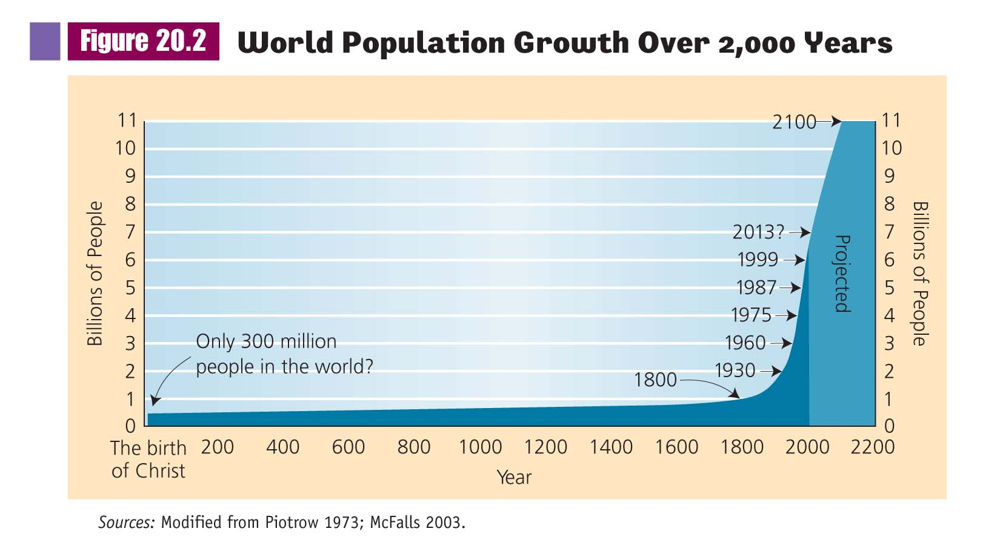 Figure 20.2 World Population Growth Over 2,000 Years
11 2100 11
10 10
9 9
8 8
7 2013? 7
6 1999 6
5 1987 5
4 1975 4
3 1960 3
2 1930 2
1 1800 1
0 0
Billions of People
Only 300 million
people in the world?
Projected
Billions of People
The birth
of Christ
200 400 600 800 1000 1200 1400 1600 1800 2000 2200
Year
Sources: Modified from Piotrow 1973; McFalls 2003.